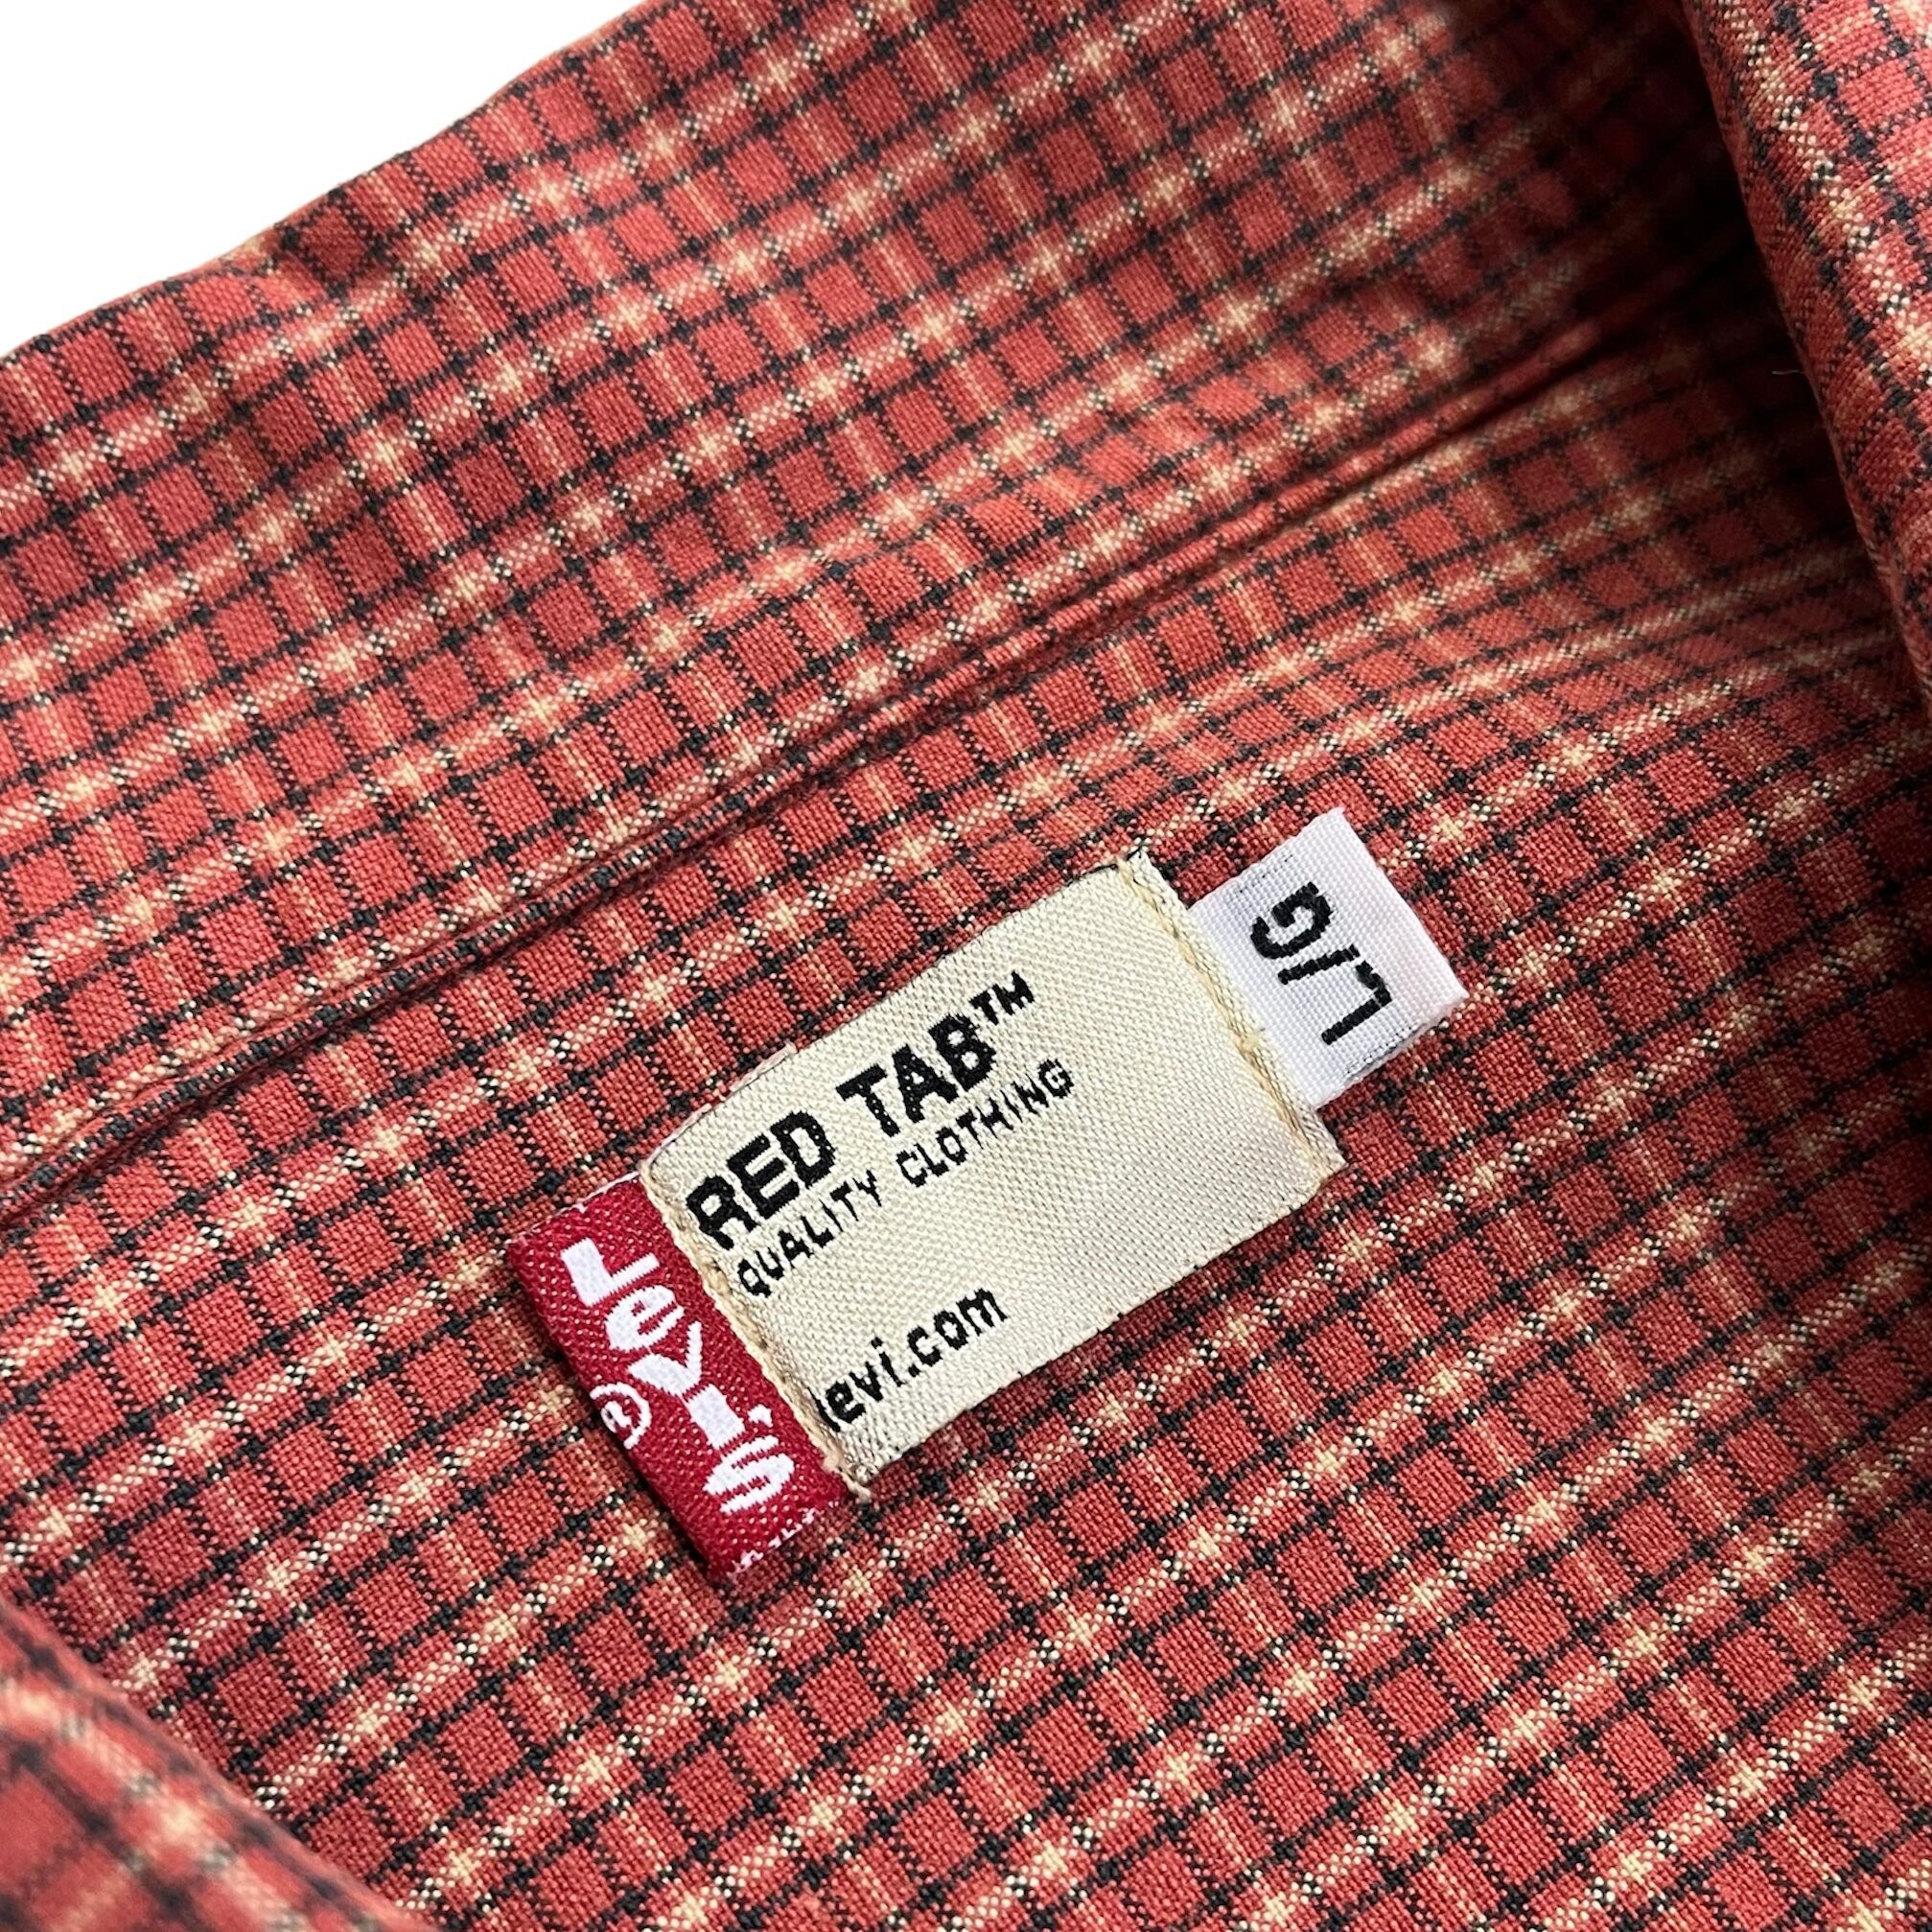 RED TAB™
QUALITY CLOTHING
levi.com
Levi's
®
L/G